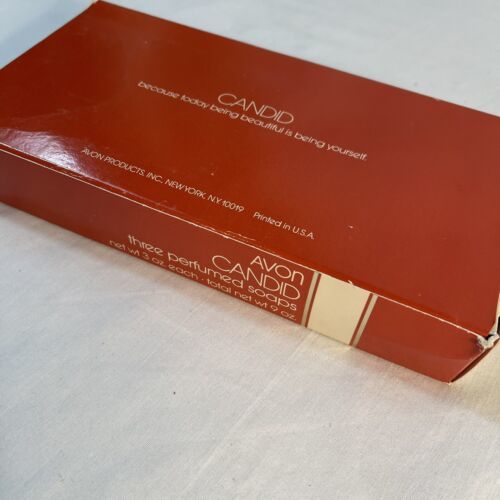 CANDID
because today being beautiful is being yourself.
AVON PRODUCTS, INC. NEW YORK, N.Y. 10019 Printed in U.S.A.
AVON
CANDID
three perfumed soaps
net wt 3 oz. each · total net wt 9 oz.